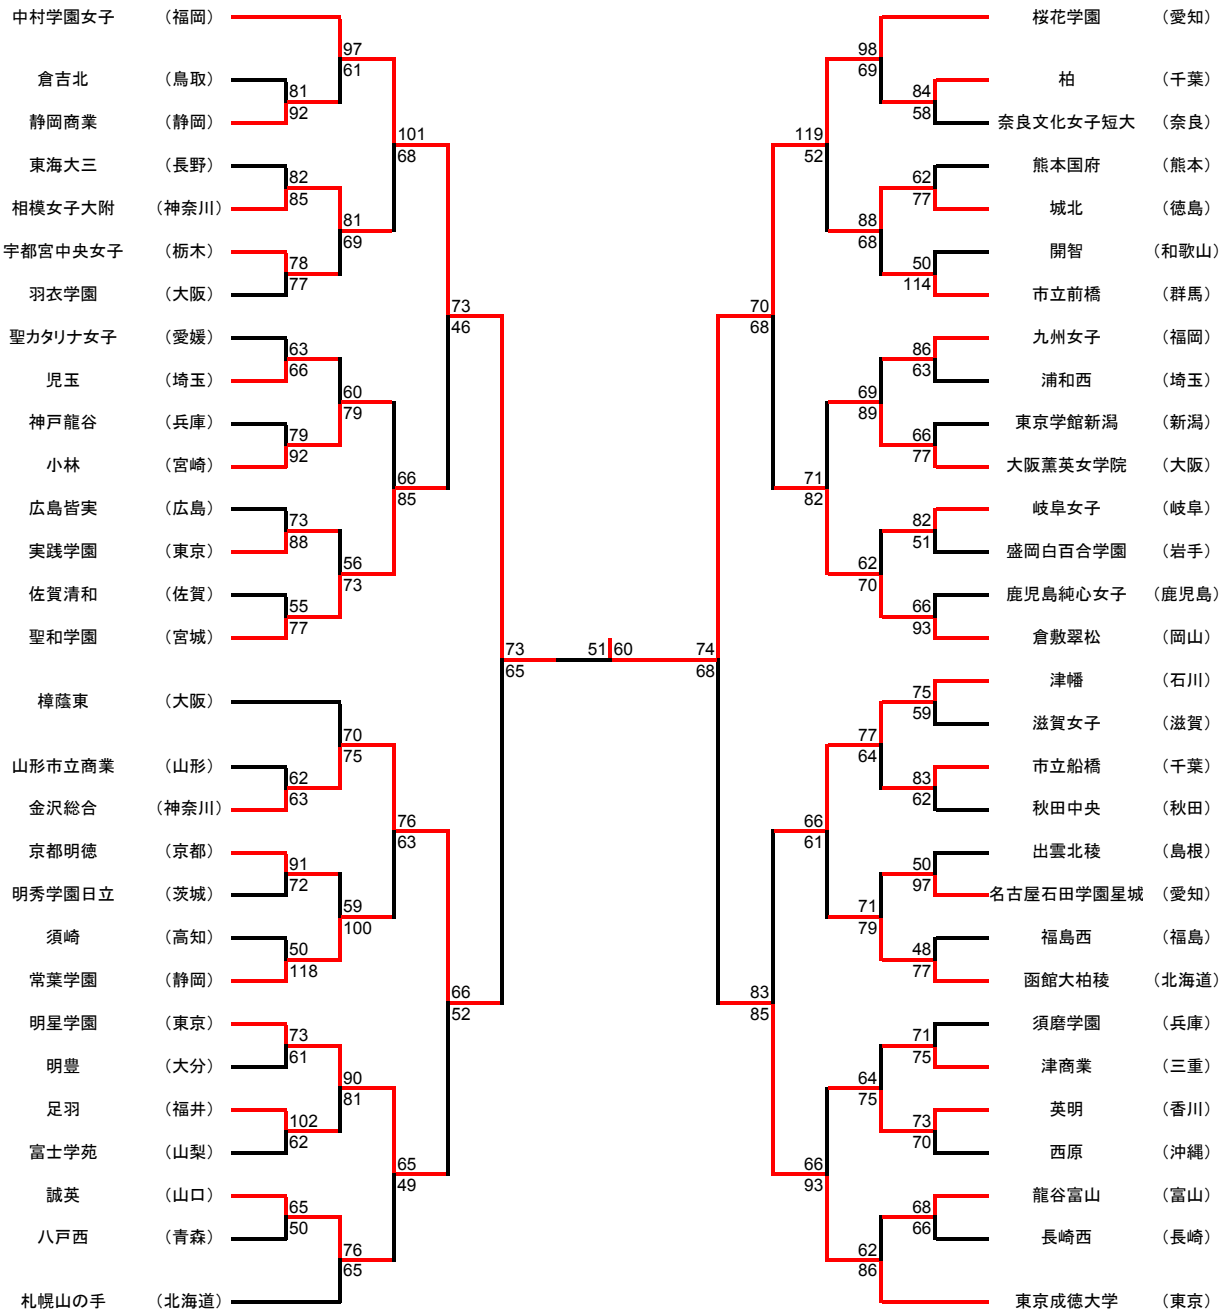 中村学園女子 （福岡） 桜花学園 （愛知）
97 98
61 69
倉吉北 （鳥取） 柏 （千葉）
81 84
92 58
静岡商業 （静岡） 奈良文化女子短大 （奈良）
101 119
68 52
東海大三 （長野） 熊本国府 （熊本）
82 62
85 77
相模女子大附 （神奈川） 城北 （徳島）
81 88
69 68
宇都宮中央女子 （栃木） 開智 （和歌山）
78 50
77 114
羽衣学園 （大阪） 市立前橋 （群馬）
73 70
46 68
聖カタリナ女子 （愛媛） 九州女子 （福岡）
63 86
66 63
児玉 （埼玉） 浦和西 （埼玉）
60 69
79 89
神戸龍谷 （兵庫） 東京学館新潟 （新潟）
79 66
92 77
小林 （宮崎） 大阪薫英女学院 （大阪）
66 71
85 82
広島皆実 （広島） 岐阜女子 （岐阜）
73 82
88 51
実践学園 （東京） 盛岡白百合学園 （岩手）
56 62
73 70
佐賀清和 （佐賀） 鹿児島純心女子 （鹿児島）
55 66
77 93
聖和学園 （宮城） 倉敷翠松 （岡山）
73 51 60 74
65 68
樟蔭東 （大阪） 津幡 （石川）
75
59
滋賀女子 （滋賀）
70 77
75 64
山形市立商業 （山形） 市立船橋 （千葉）
62 83
63 62
金沢総合 （神奈川） 秋田中央 （秋田）
76 66
63 61
京都明徳 （京都） 出雲北稜 （島根）
91 50
72 97
明秀学園日立 （茨城） 名古屋石田学園星城 （愛知）
59 71
100 79
須崎 （高知） 福島西 （福島）
50 48
118 77
常葉学園 （静岡） 函館大柏稜 （北海道）
66 83
52 85
明星学園 （東京） 須磨学園 （兵庫）
73 71
61 75
明豊 （大分） 津商業 （三重）
90 64
81 75
足羽 （福井） 英明 （香川）
102 73
62 70
富士学苑 （山梨） 西原 （沖縄）
65 66
49 93
誠英 （山口） 龍谷富山 （富山）
65 68
50 66
八戸西 （青森） 長崎西 （長崎）
76 62
65 86
札幌山の手 （北海道） 東京成徳大学 （東京）